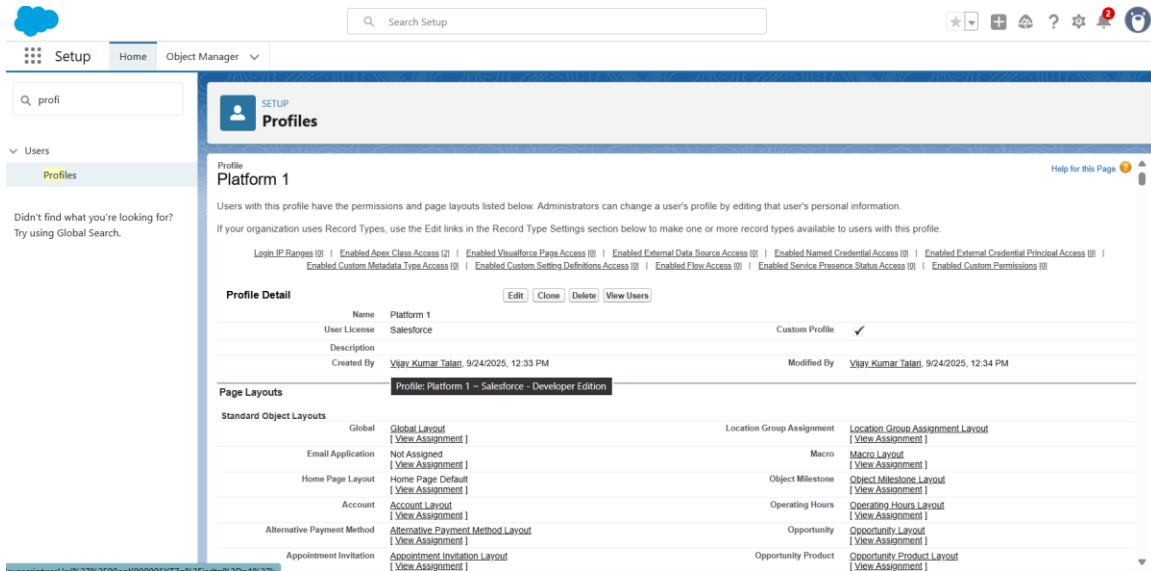 Search Setup
2
Setup
Home
Object Manager
profi
Users
Profiles
Didn't find what you're looking for?
Try using Global Search.
SETUP
Profiles
Profile
Platform 1
Help for this Page
Users with this profile have the permissions and page layouts listed below. Administrators can change a user's profile by editing that user's personal information.
If your organization uses Record Types, use the Edit links in the Record Type Settings section below to make one or more record types available to users with this profile.
Login IP Ranges [0] | Enabled Apex Class Access [2] | Enabled Visualforce Page Access [0] | Enabled External Data Source Access [0] | Enabled Named Credential Access [0] | Enabled External Credential Principal Access [0] |
Enabled Custom Metadata Type Access [0] | Enabled Custom Setting Definitions Access [0] | Enabled Flow Access [0] | Enabled Service Presence Status Access [0] | Enabled Custom Permissions [0]
Profile Detail
Edit Clone Delete View Users
Name Platform 1
User License Salesforce Custom Profile
Description
Created By Vijay Kumar Talari, 9/24/2025, 12:33 PM Modified By Vijay Kumar Talari, 9/24/2025, 12:34 PM
Profile: Platform 1 ~ Salesforce - Developer Edition
Page Layouts
Standard Object Layouts
Global Global Layout Location Group Assignment Location Group Assignment Layout
[ View Assignment ] [ View Assignment ]
Email Application Not Assigned Macro Macro Layout
[ View Assignment ] [ View Assignment ]
Home Page Layout Home Page Default Object Milestone Object Milestone Layout
[ View Assignment ] [ View Assignment ]
Account Account Layout Operating Hours Operating Hours Layout
[ View Assignment ] [ View Assignment ]
Alternative Payment Method Alternative Payment Method Layout Opportunity Opportunity Layout
[ View Assignment ] [ View Assignment ]
Appointment Invitation Appointment Invitation Layout Opportunity Product Opportunity Product Layout
[ View Assignment ] [ View Assignment ]